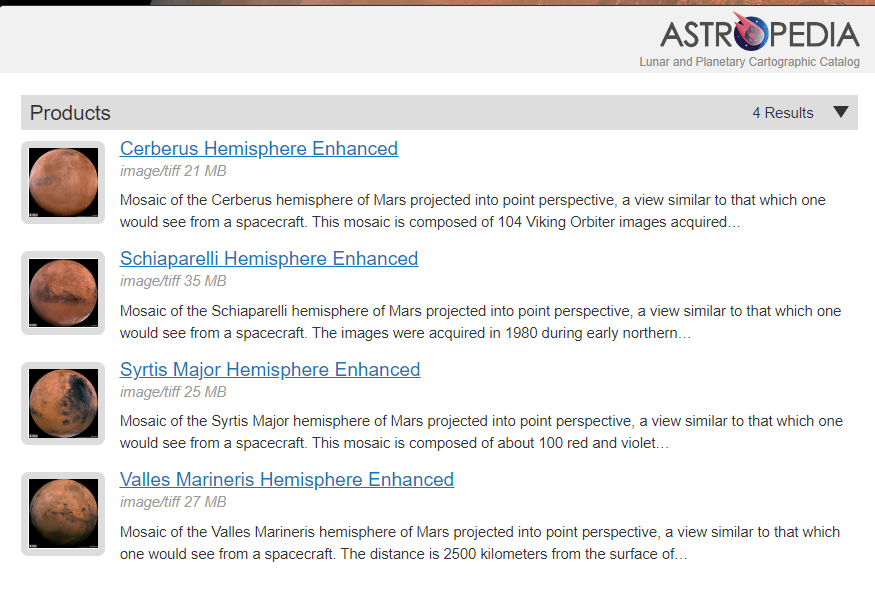 ASTROPEDIA
Lunar and Planetary Cartographic Catalog
Products
4 Results
Cerberus Hemisphere Enhanced
image/tiff 21 MB
Mosaic of the Cerberus hemisphere of Mars projected into point perspective, a view similar to that which one
would see from a spacecraft. This mosaic is composed of 104 Viking Orbiter images acquired…
Schiaparelli Hemisphere Enhanced
image/tiff 35 MB
Mosaic of the Schiaparelli hemisphere of Mars projected into point perspective, a view similar to that which one
would see from a spacecraft. The images were acquired in 1980 during early northern…
Syrtis Major Hemisphere Enhanced
image/tiff 25 MB
Mosaic of the Syrtis Major hemisphere of Mars projected into point perspective, a view similar to that which one
would see from a spacecraft. This mosaic is composed of about 100 red and violet…
Valles Marineris Hemisphere Enhanced
image/tiff 27 MB
Mosaic of the Valles Marineris hemisphere of Mars projected into point perspective, a view similar to that which
one would see from a spacecraft. The distance is 2500 kilometers from the surface of…